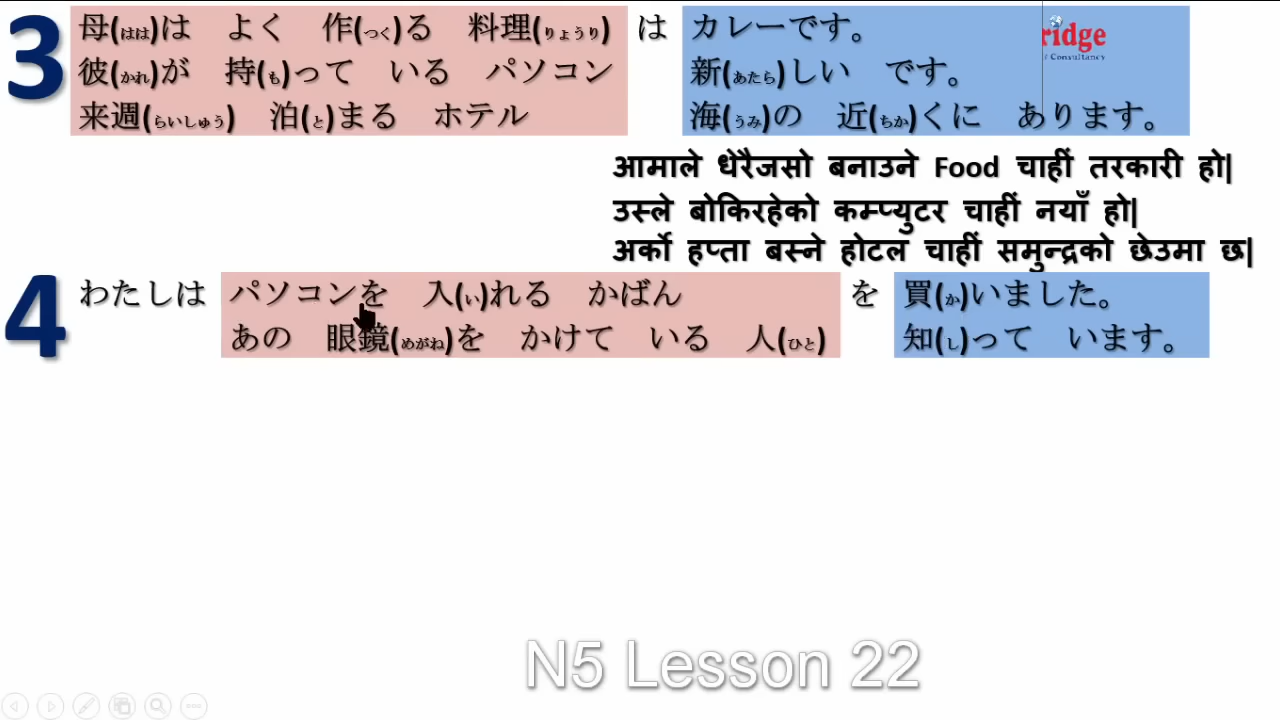 3 母(はは)は よく 作(つく)る 料理(りょうり) は カレーです。
彼(かれ)が 持(も)って いる パソコン 新(あたら)しい です。
来週(らいしゅう) 泊(と)まる ホテル 海(うみ)の 近(ちか)くに あります。
ridge
Consultancy
आमाले धेरैजसो बनाउने Food चाहीं तरकारी हो|
उस्ले बोकिरहेको कम्प्युटर चाहीं नयाँ हो|
अर्को हप्ता बस्ने होटल चाहीं समुन्द्रको छेउमा छ|
4 わたしは パソコンを 入(い)れる かばん を 買(か)いました。
あの 眼鏡(めがね)を かけて いる 人(ひと) 知(し)って います。
N5 Lesson 22